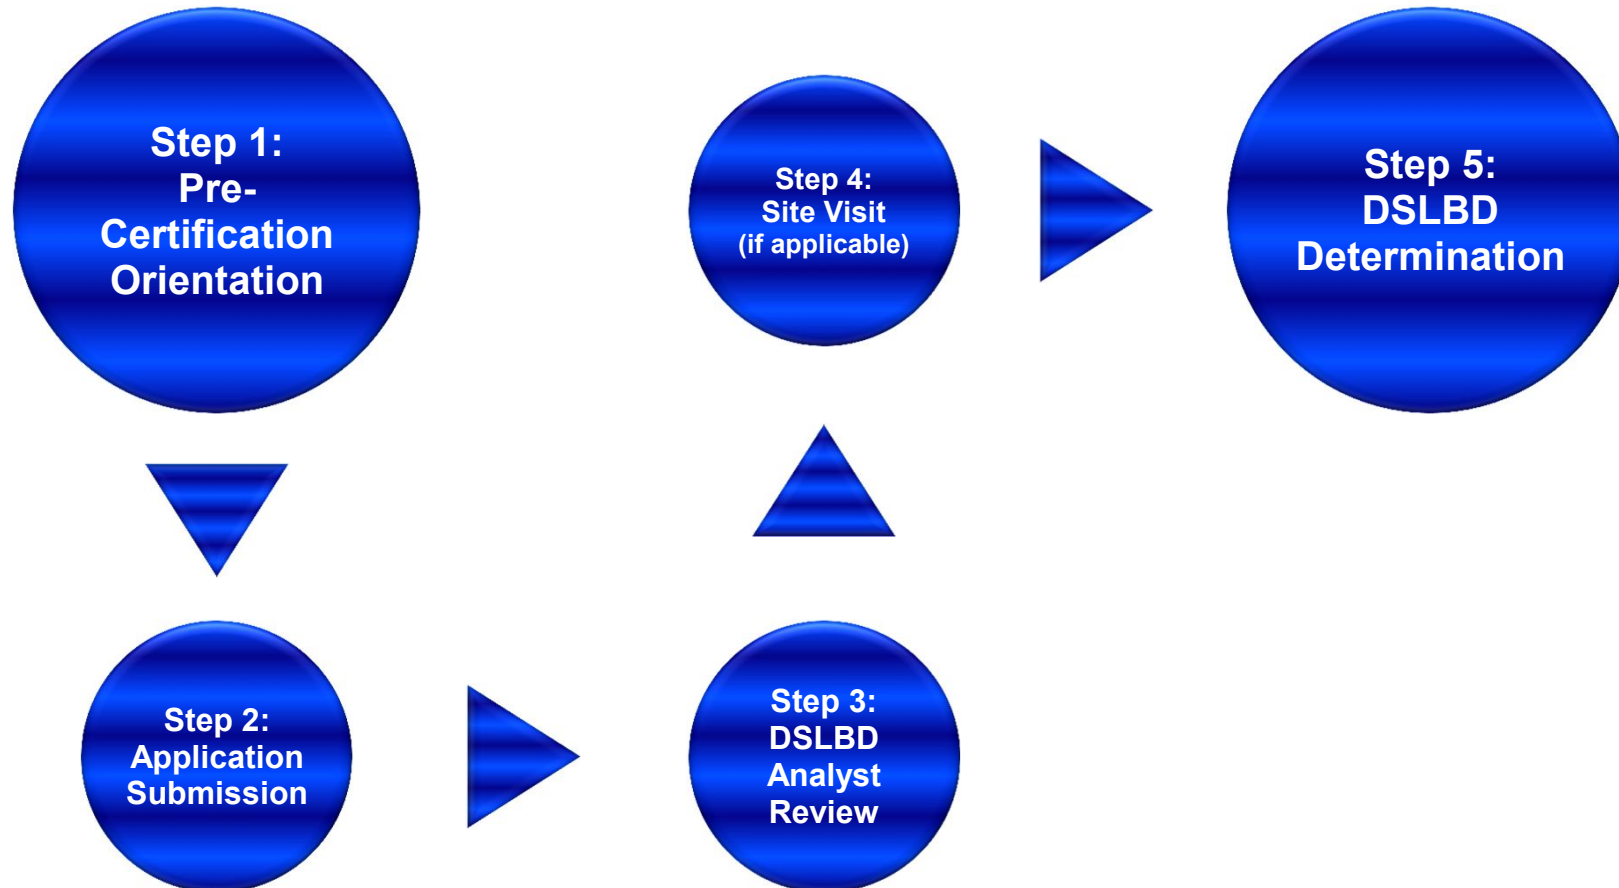 Step 1:
Pre-
Certification
Orientation
Step 2:
Application
Submission
Step 3:
DSLBD
Analyst
Review
Step 4:
Site Visit
(if applicable)
Step 5:
DSLBD
Determination